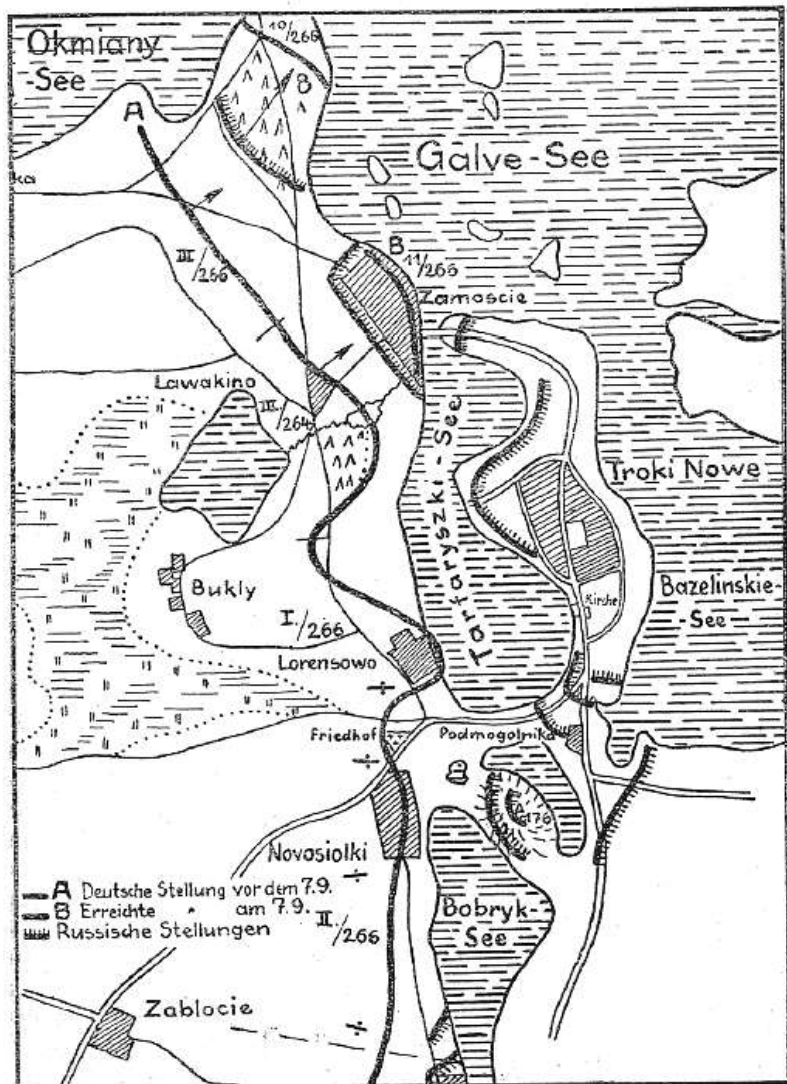 10/266
Okmiany
-See
B
A
Galve-See
ka
III/266
B
11/266
Zamoscie
Lawakino
III/264
Tartaryszki-See
Troki Nowe
Bukly
Kirche
Bazelinskie-
See
I/266
Lorensowo
Friedhof
Podmogolnika
B
A 176
Novosiolki
Bobryk-
See
A Deutsche Stellung vor dem 7.9.
B Erreichte " am 7.9.
Russische Stellungen
II/266
Zablocie